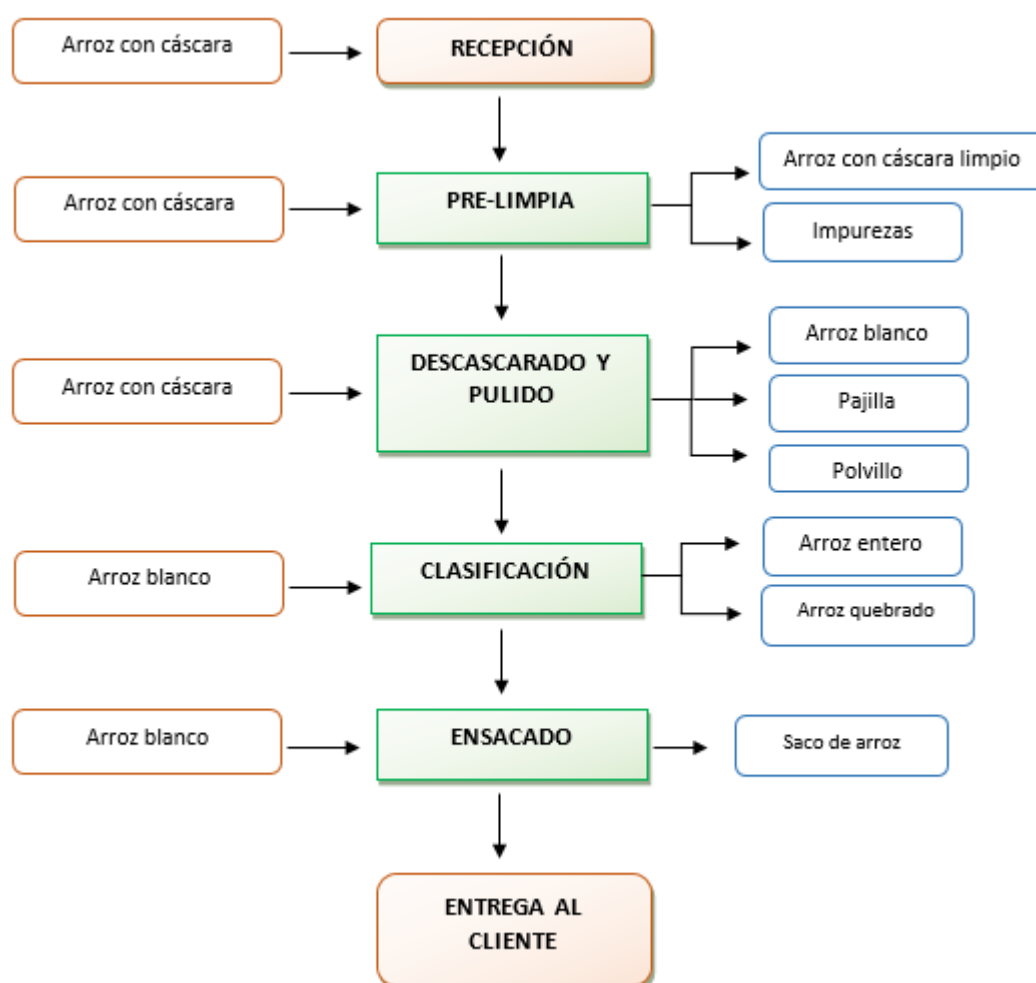 Arroz con cáscara
RECEPCIÓN
Arroz con cáscara
PRE-LIMPIA
Arroz con cáscara limpio
Impurezas
Arroz con cáscara
DESCASCARADO Y
PULIDO
Arroz blanco
Pajilla
Polvillo
Arroz blanco
CLASIFICACIÓN
Arroz entero
Arroz quebrado
Arroz blanco
ENSACADO
Saco de arroz
ENTREGA AL
CLIENTE